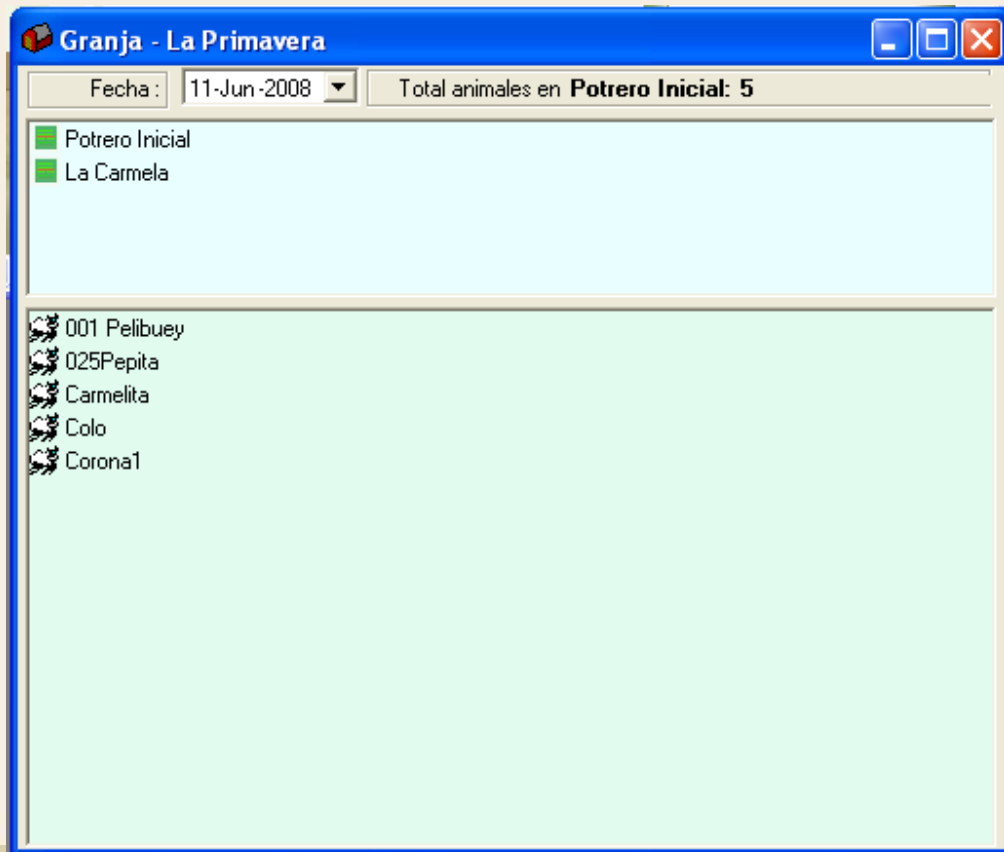 Granja - La Primavera
Fecha : 11-Jun-2008 Total animales en Potrero Inicial: 5
Potrero Inicial
La Carmela
001 Pelibuey
025Pepita
Carmelita
Colo
Corona1